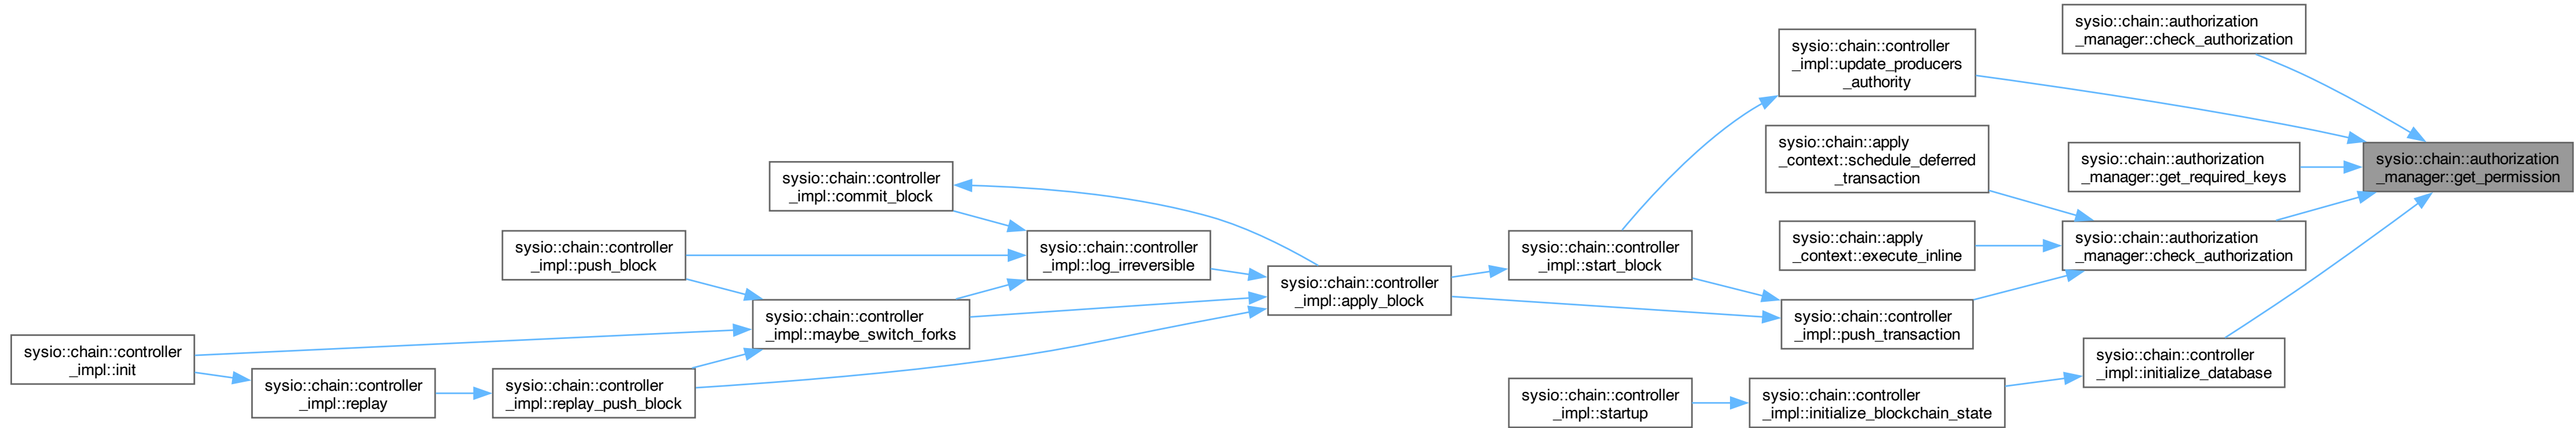 sysio::chain::controller
_impl::init
sysio::chain::controller
_impl::replay
sysio::chain::controller
_impl::push_block
sysio::chain::controller
_impl::replay_push_block
sysio::chain::controller
_impl::commit_block
sysio::chain::controller
_impl::maybe_switch_forks
sysio::chain::controller
_impl::log_irreversible
sysio::chain::controller
_impl::apply_block
sysio::chain::controller
_impl::start_block
sysio::chain::controller
_impl::startup
sysio::chain::controller
_impl::update_producers
_authority
sysio::chain::apply
_context::schedule_deferred
_transaction
sysio::chain::apply
_context::execute_inline
sysio::chain::controller
_impl::push_transaction
sysio::chain::controller
_impl::initialize_blockchain_state
sysio::chain::authorization
_manager::check_authorization
sysio::chain::authorization
_manager::get_required_keys
sysio::chain::authorization
_manager::check_authorization
sysio::chain::controller
_impl::initialize_database
sysio::chain::authorization
_manager::get_permission